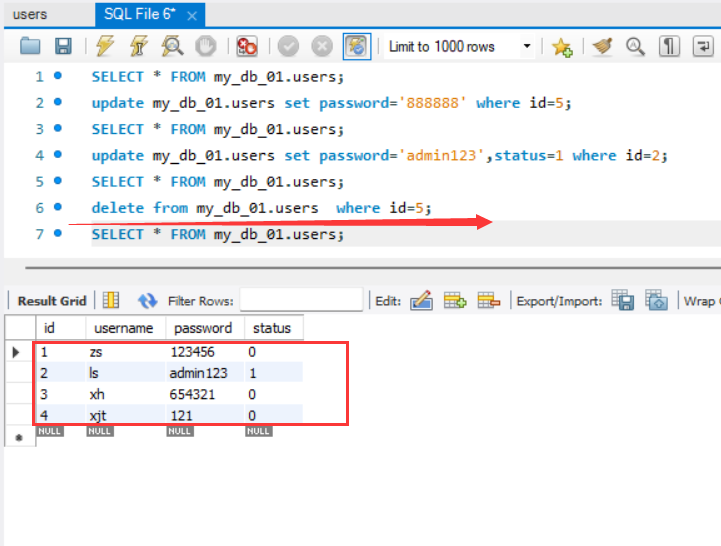 users
SQL File 6*
Limit to 1000 rows
1 SELECT * FROM my_db_01.users;
2 update my_db_01.users set password='888888' where id=5;
3 SELECT * FROM my_db_01.users;
4 update my_db_01.users set password='admin123',status=1 where id=2;
5 SELECT * FROM my_db_01.users;
6 delete from my_db_01.users  where id=5;
7 SELECT * FROM my_db_01.users;
Result Grid Filter Rows: Edit: Export/Import: Wrap
id username password status
1 zs 123456 0
2 ls admin123 1
3 xh 654321 0
4 xjt 121 0
NULL NULL NULL NULL